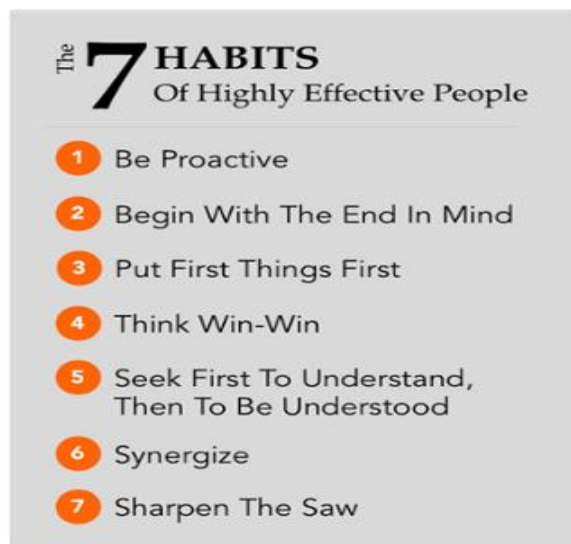 The 7 HABITS
Of Highly Effective People
1 Be Proactive
2 Begin With The End In Mind
3 Put First Things First
4 Think Win-Win
5 Seek First To Understand,
Then To Be Understood
6 Synergize
7 Sharpen The Saw